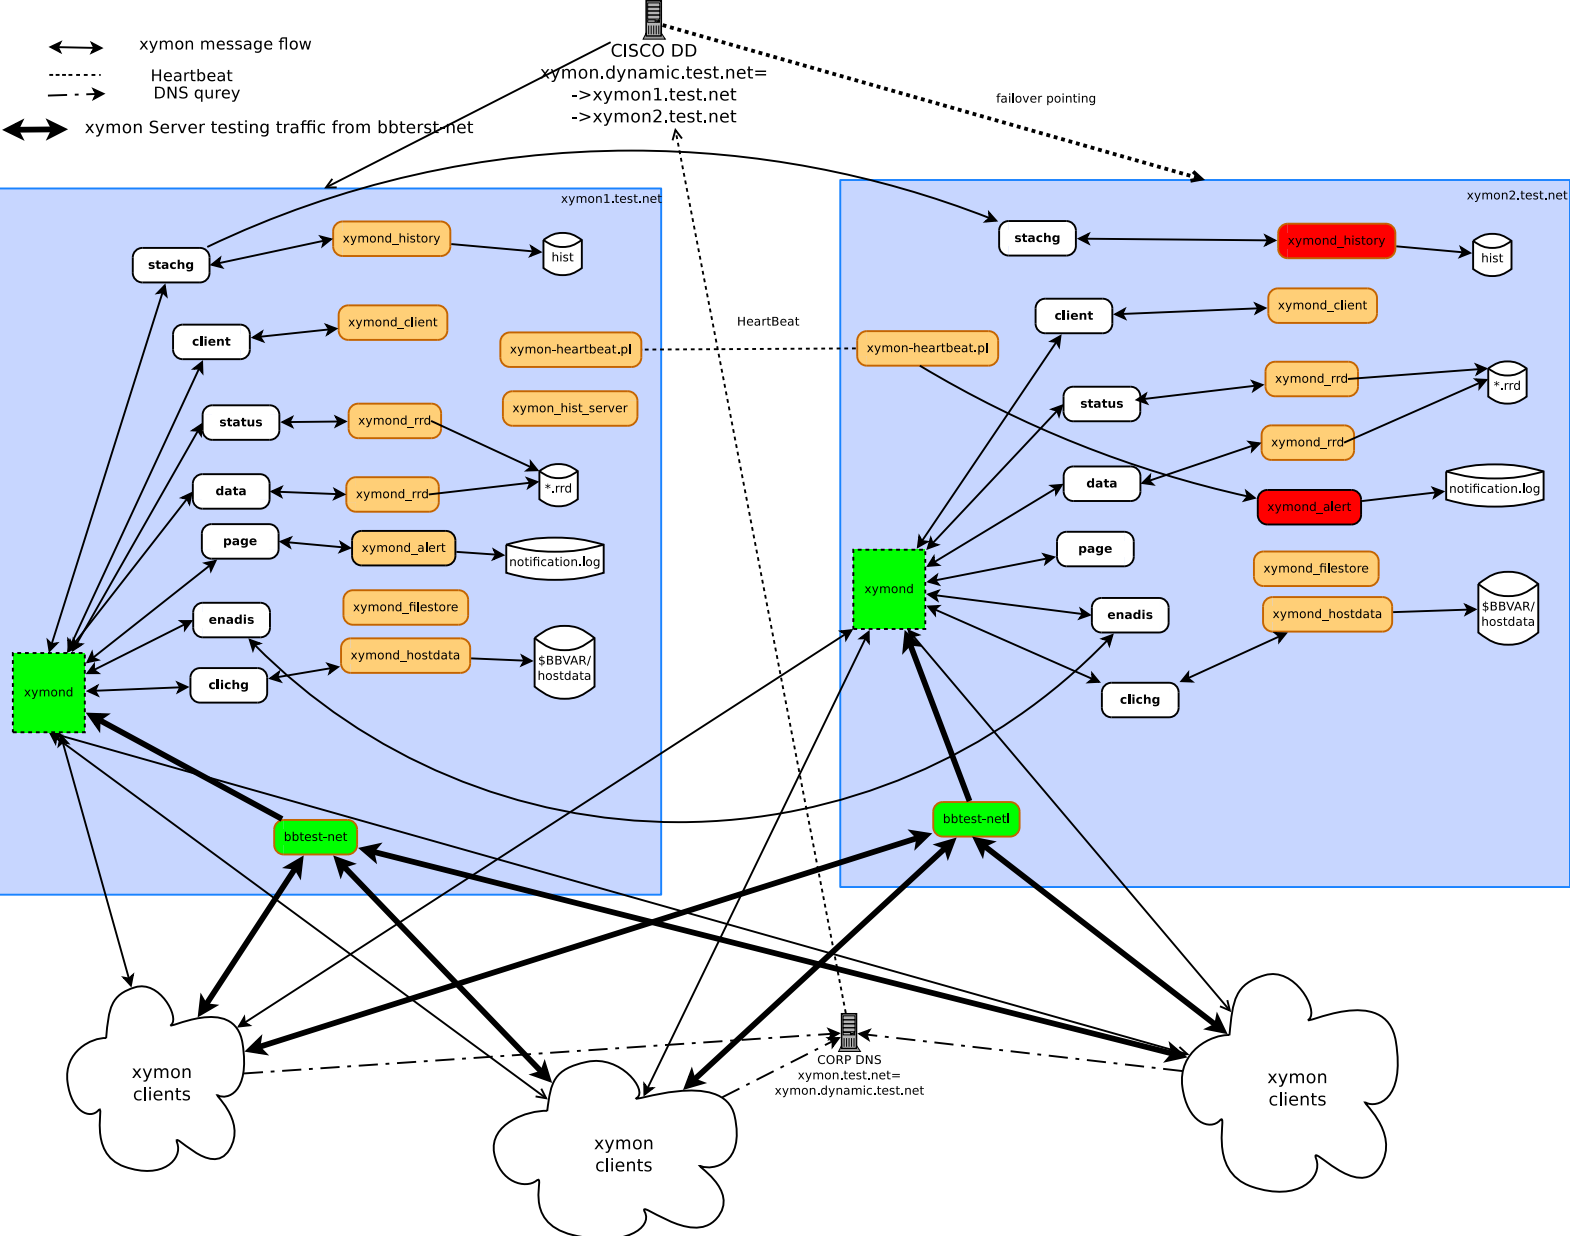 xymon message flow
Heartbeat
DNS qurey
xymon Server testing traffic from bbterst-net
CISCO DD
xymon.dynamic.test.net=
->xymon1.test.net
->xymon2.test.net
failover pointing
xymon1.test.net
stachg
xymond_history
hist
client
xymond_client
xymon-heartbeat.pl
xymon_hist_server
status
xymond_rrd
*.rrd
data
xymond_rrd
page
xymond_alert
notification.log
xymond_filestore
enadis
xymond_hostdata
$BBVAR/
hostdata
clichg
xymond
bbtest-net
HeartBeat
xymon2.test.net
stachg
xymond_history
hist
client
xymond_client
xymon-heartbeat.pl
status
xymond_rrd
*.rrd
xymond_rrd
data
notification.log
xymond_alert
page
xymond_filestore
xymond
enadis
xymond_hostdata
$BBVAR/
hostdata
clichg
bbtest-netl
CORP DNS
xymon.test.net=
xymon.dynamic.test.net
xymon
clients
xymon
clients
xymon
clients